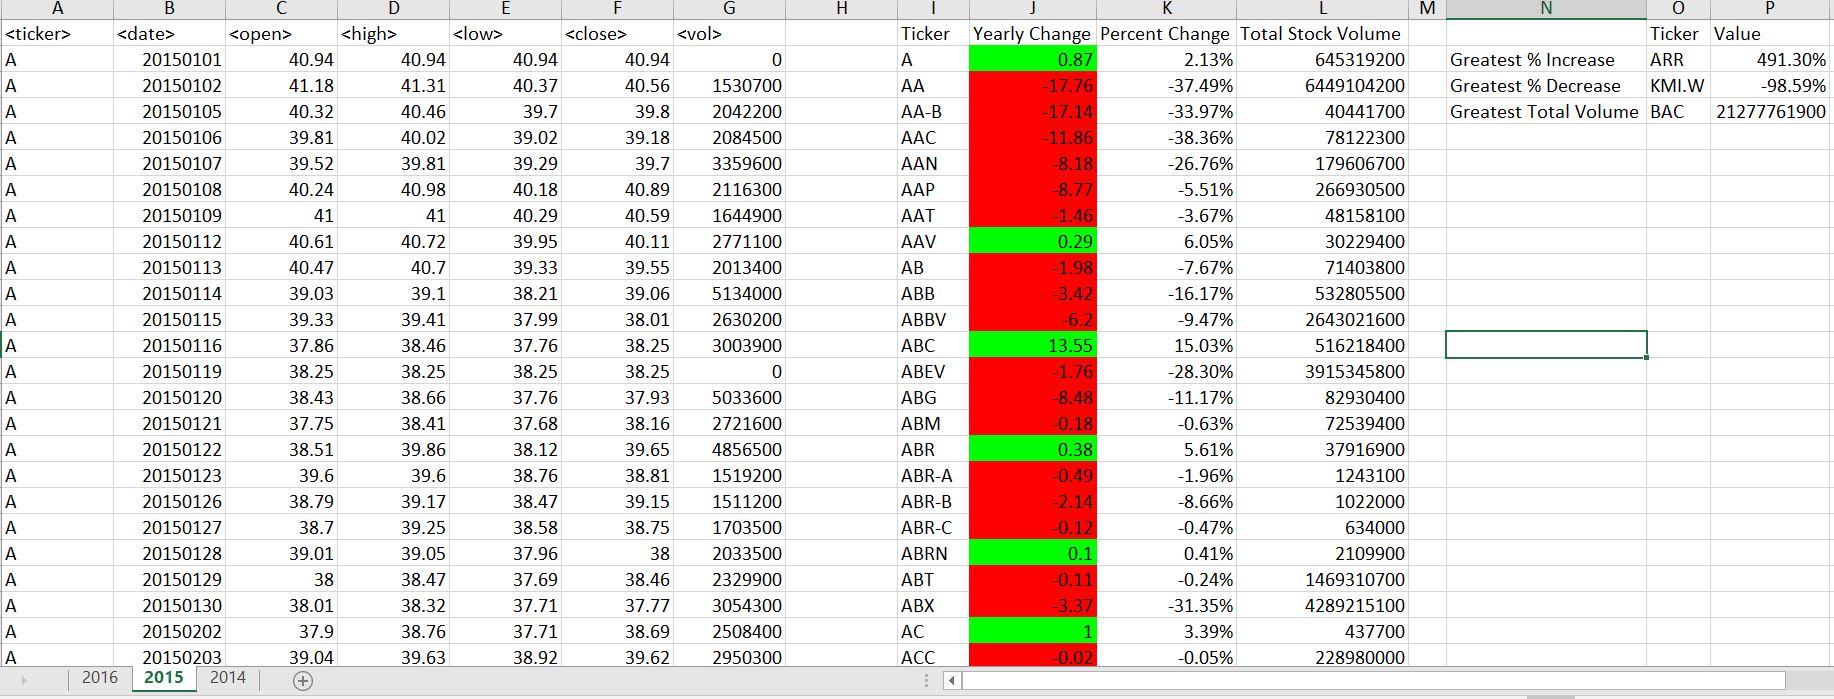 A B C D E F G H I J K L M N O P
<ticker> <date> <open> <high> <low> <close> <vol> Ticker Yearly Change Percent Change Total Stock Volume Ticker Value
A 20150101 40.94 40.94 40.94 40.94 0 A 0.87 2.13% 645319200 Greatest % Increase ARR 491.30%
A 20150102 41.18 41.31 40.37 40.56 1530700 AA -17.76 -37.49% 6449104200 Greatest % Decrease KMI.W -98.59%
A 20150105 40.32 40.46 39.7 39.8 2042200 AA-B -17.14 -33.97% 40441700 Greatest Total Volume BAC 21277761900
A 20150106 39.81 40.02 39.02 39.18 2084500 AAC -11.86 -38.36% 78122300
A 20150107 39.52 39.81 39.29 39.7 3359600 AAN -8.18 -26.76% 179606700
A 20150108 40.24 40.98 40.18 40.89 2116300 AAP -8.77 -5.51% 266930500
A 20150109 41 41 40.29 40.59 1644900 AAT -1.46 -3.67% 48158100
A 20150112 40.61 40.72 39.95 40.11 2771100 AAV 0.29 6.05% 30229400
A 20150113 40.47 40.7 39.33 39.55 2013400 AB -1.98 -7.67% 71403800
A 20150114 39.03 39.1 38.21 39.06 5134000 ABB -3.42 -16.17% 532805500
A 20150115 39.33 39.41 37.99 38.01 2630200 ABBV -6.2 -9.47% 2643021600
A 20150116 37.86 38.46 37.76 38.25 3003900 ABC 13.55 15.03% 516218400
A 20150119 38.25 38.25 38.25 38.25 0 ABEV -1.76 -28.30% 3915345800
A 20150120 38.43 38.66 37.76 37.93 5033600 ABG -8.48 -11.17% 82930400
A 20150121 37.75 38.41 37.68 38.16 2721600 ABM -0.18 -0.63% 72539400
A 20150122 38.51 39.86 38.12 39.65 4856500 ABR 0.38 5.61% 37916900
A 20150123 39.6 39.6 38.76 38.81 1519200 ABR-A -0.49 -1.96% 1243100
A 20150126 38.79 39.17 38.47 39.15 1511200 ABR-B -2.14 -8.66% 1022000
A 20150127 38.7 39.25 38.58 38.75 1703500 ABR-C -0.12 -0.47% 634000
A 20150128 39.01 39.05 37.96 38 2033500 ABRN 0.1 0.41% 2109900
A 20150129 38 38.47 37.69 38.46 2329900 ABT -0.11 -0.24% 1469310700
A 20150130 38.01 38.32 37.71 37.77 3054300 ABX -3.37 -31.35% 4289215100
A 20150202 37.9 38.76 37.71 38.69 2508400 AC 1 3.39% 437700
A 20150203 39.04 39.63 38.92 39.62 2950300 ACC -0.02 -0.05% 228980000
2016 2015 2014